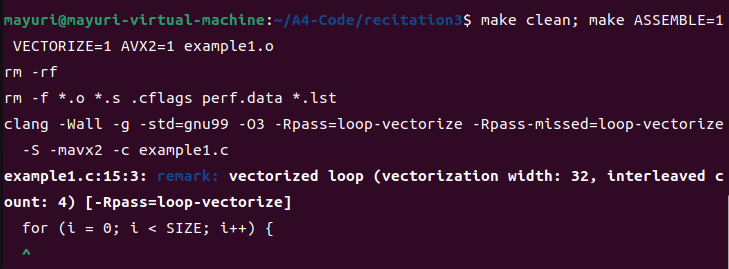 mayuri@mayuri-virtual-machine:~/A4-Code/recitation3$ make clean; make ASSEMBLE=1
 VECTORIZE=1 AVX2=1 example1.o
rm -rf
rm -f *.o *.s .cflags perf.data *.lst
clang -Wall -g -std=gnu99 -O3 -Rpass=loop-vectorize -Rpass-missed=loop-vectorize
  -S -mavx2 -c example1.c
example1.c:15:3: remark: vectorized loop (vectorization width: 32, interleaved c
ount: 4) [-Rpass=loop-vectorize]
  for (i = 0; i < SIZE; i++) {
  ^